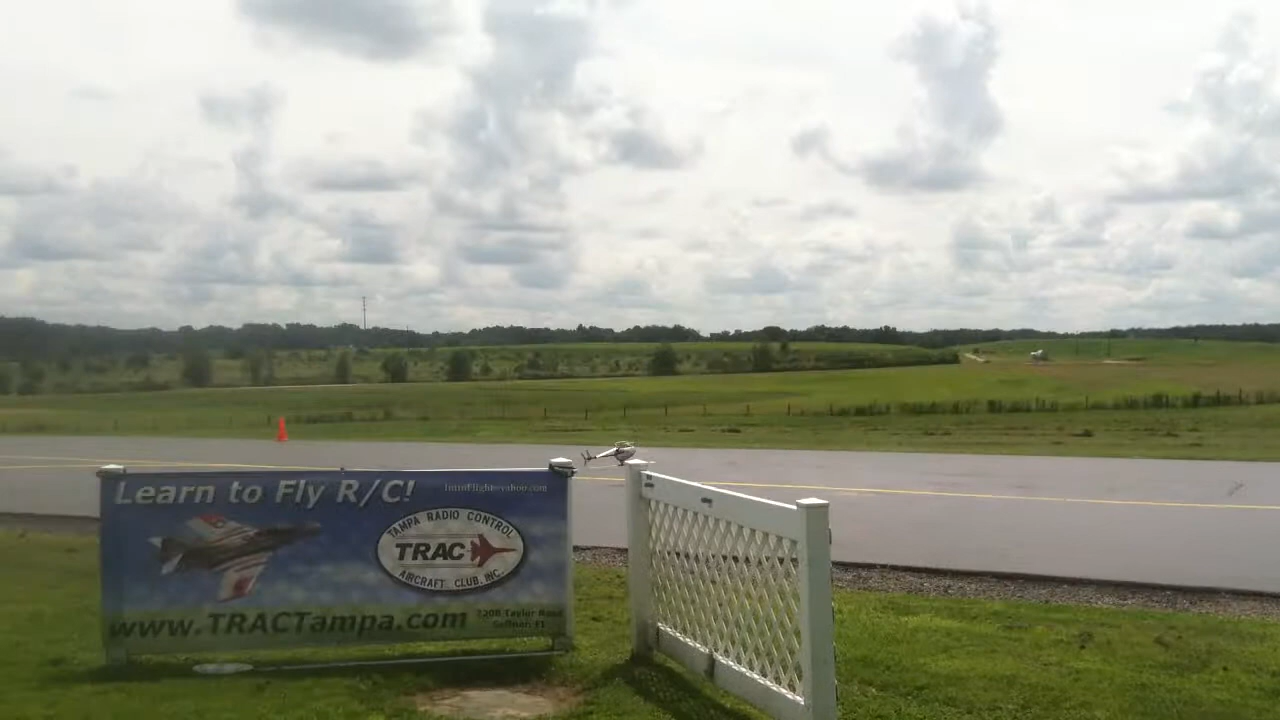 Learn to Fly R/C!
TAMPA RADIO CONTROL
TRAC
AIRCRAFT CLUB, INC.
www.TRACTampa.com